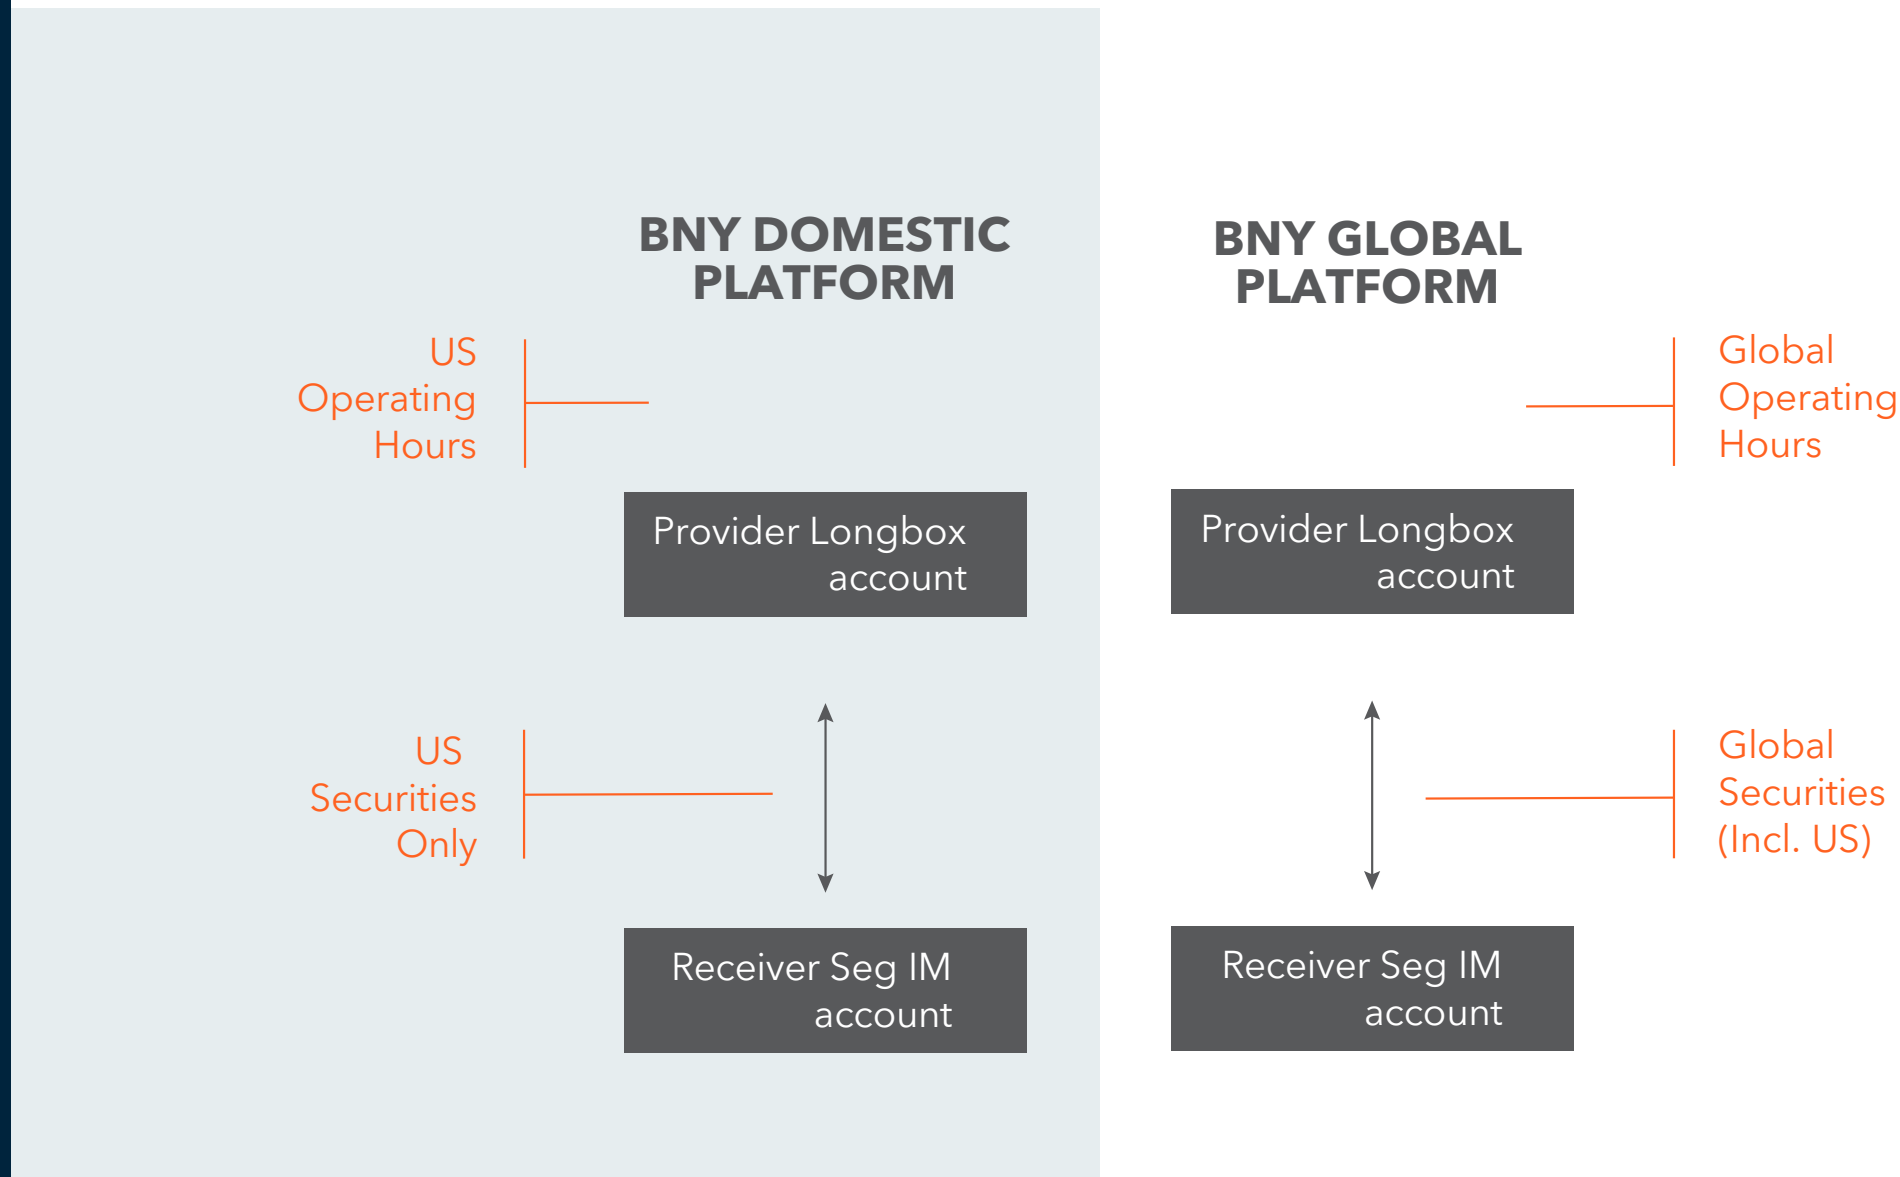 BNY DOMESTIC
PLATFORM
US
Operating
Hours
Provider Longbox
account
US
Securities
Only
Receiver Seg IM
account
BNY GLOBAL
PLATFORM
Global
Operating
Hours
Provider Longbox
account
Global
Securities
(Incl. US)
Receiver Seg IM
account